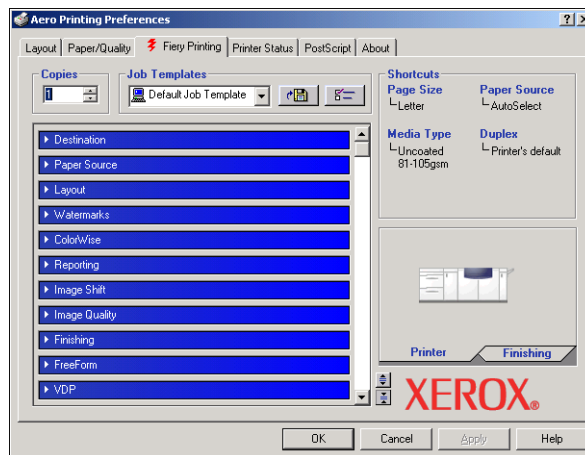 Aero Printing Preferences
Layout Paper/Quality Fiery Printing Printer Status PostScript About
Copies
1
Job Templates
Default Job Template
Destination
Paper Source
Layout
Watermarks
ColorWise
Reporting
Image Shift
Image Quality
Finishing
FreeForm
VDP
Shortcuts
Page Size
Letter
Paper Source
AutoSelect
Media Type
Uncoated
81-105gsm
Duplex
Printer's default
Printer Finishing
XEROX®
OK Cancel Apply Help